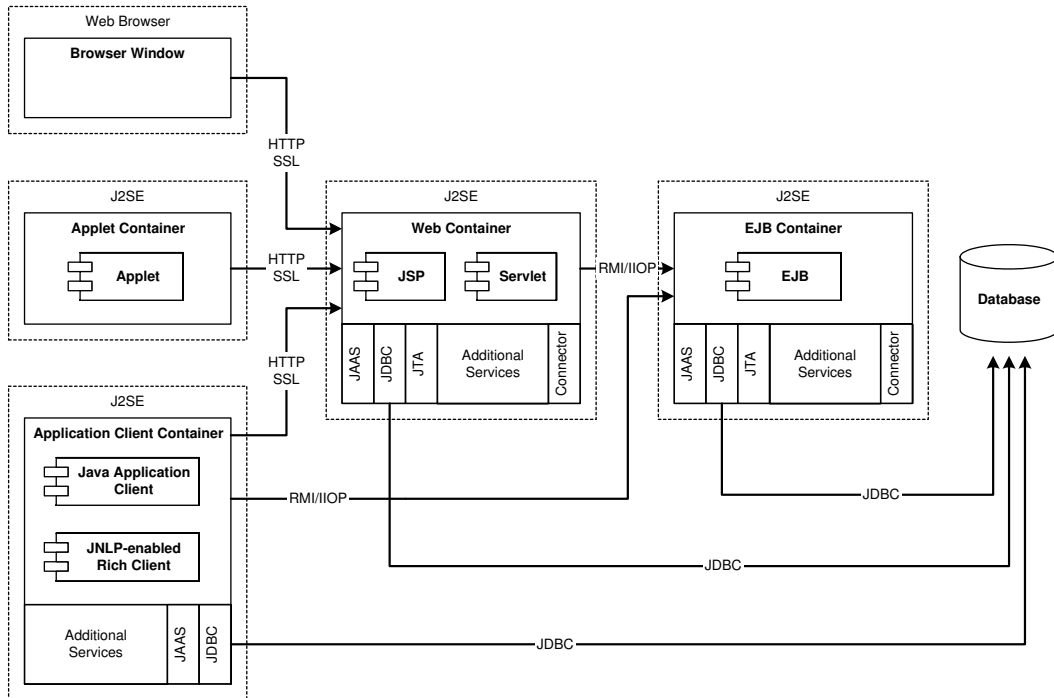 Web Browser
Browser Window
HTTP
SSL
J2SE
Applet Container
Applet
HTTP
SSL
J2SE
Web Container
JSP
Servlet
JAAS
JDBC
JTA
Additional
Services
Connector
RMI/IIOP
J2SE
EJB Container
EJB
JAAS
JDBC
JTA
Additional
Services
Connector
Database
HTTP
SSL
J2SE
Application Client Container
Java Application
Client
JNLP-enabled
Rich Client
Additional
Services
JAAS
JDBC
RMI/IIOP
JDBC
JDBC
JDBC